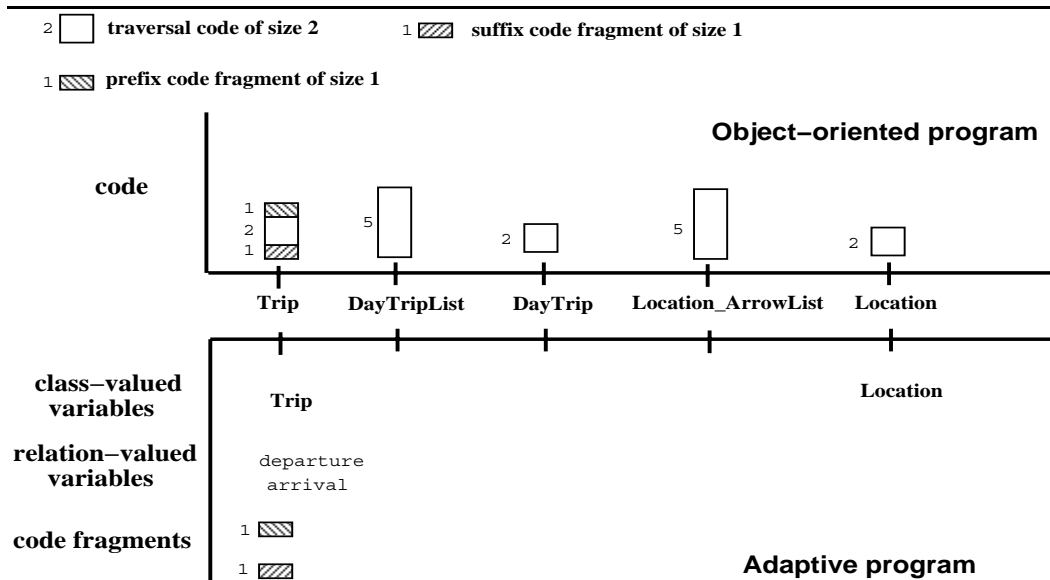 2 traversal code of size 2
1 suffix code fragment of size 1
1 prefix code fragment of size 1
Object−oriented program
code
1
2
1
5
2
5
2
Trip DayTripList DayTrip Location_ArrowList Location
class−valued
variables
Trip
Location
relation−valued
variables
departure
arrival
code fragments
1
1
Adaptive program